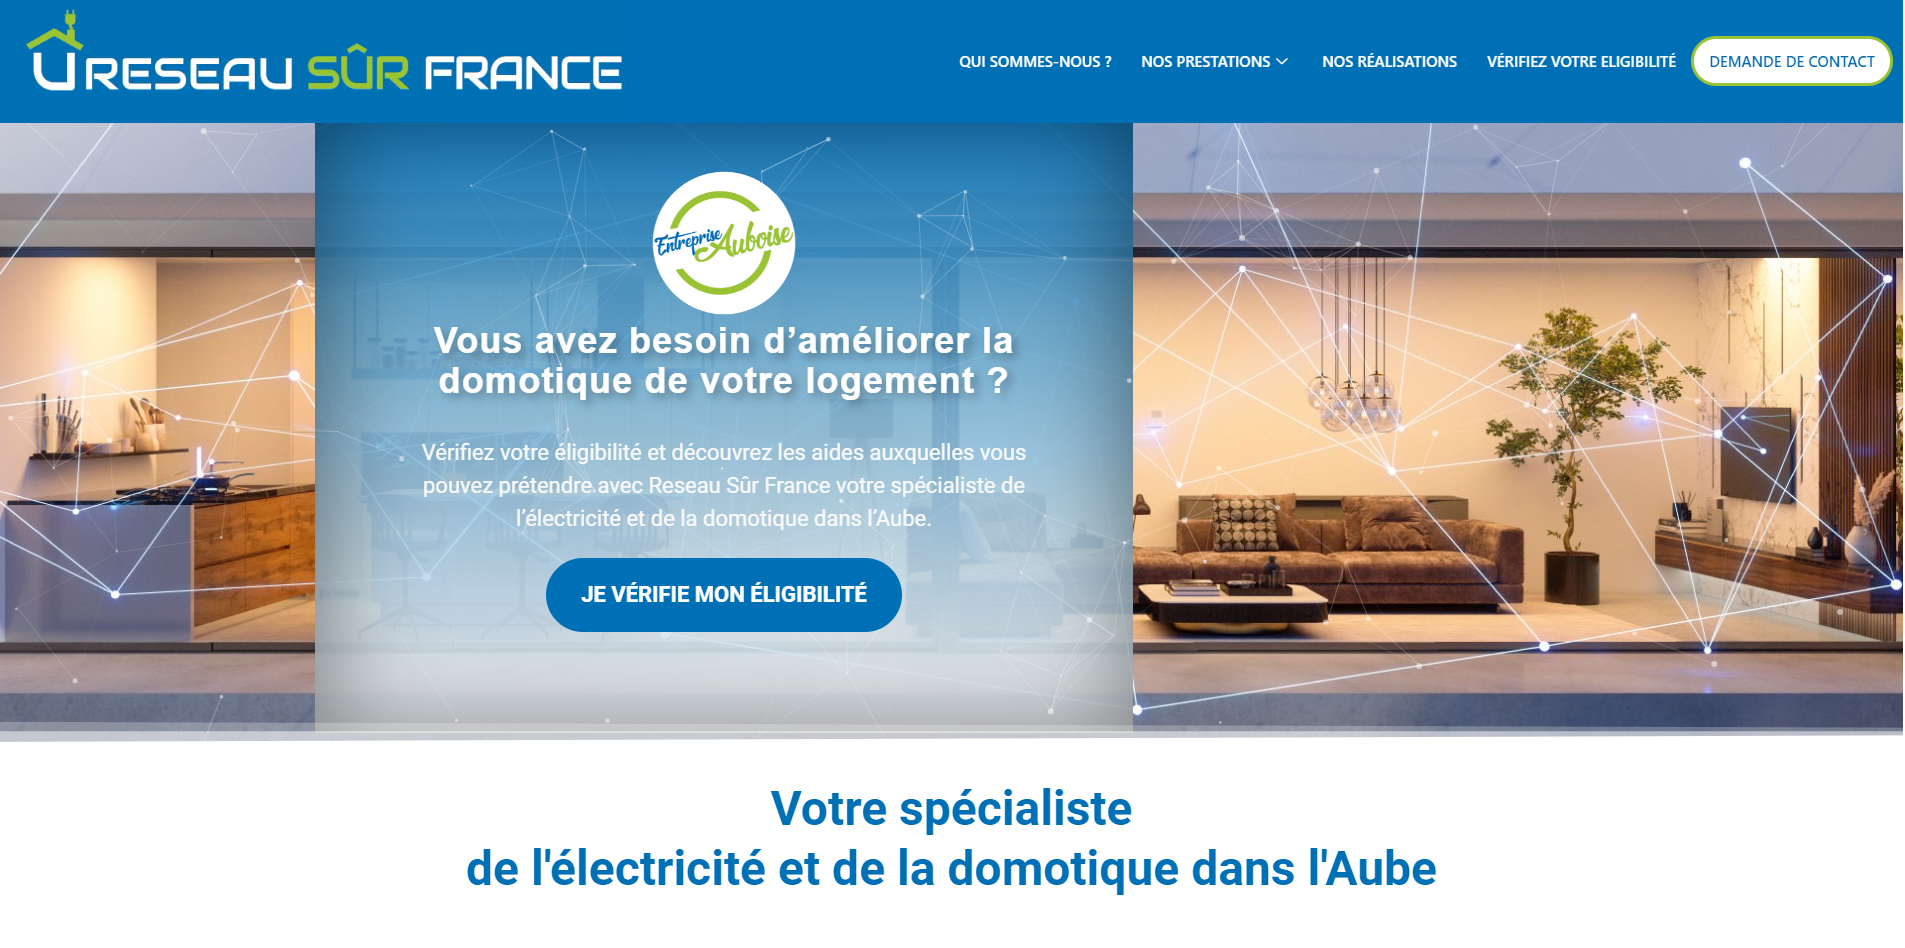 RESEAU SÛR FRANCE
QUI SOMMES-NOUS ?
NOS PRESTATIONS
NOS RÉALISATIONS
VÉRIFIEZ VOTRE ELIGIBILITÉ
DEMANDE DE CONTACT
Entreprise Auboise
Vous avez besoin d’améliorer la
domotique de votre logement ?
Vérifiez votre éligibilité et découvrez les aides auxquelles vous
pouvez prétendre avec Reseau Sûr France votre spécialiste de
l’électricité et de la domotique dans l’Aube.
JE VÉRIFIE MON ÉLIGIBILITÉ
Votre spécialiste
de l'électricité et de la domotique dans l'Aube